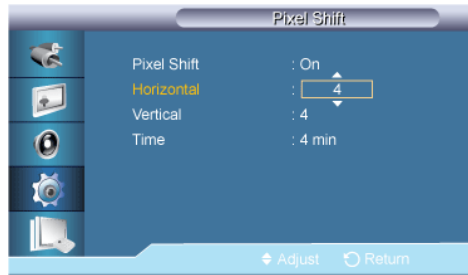 Pixel Shift
Pixel Shift : On
Horizontal : 4
Vertical : 4
Time : 4 min
Adjust Return